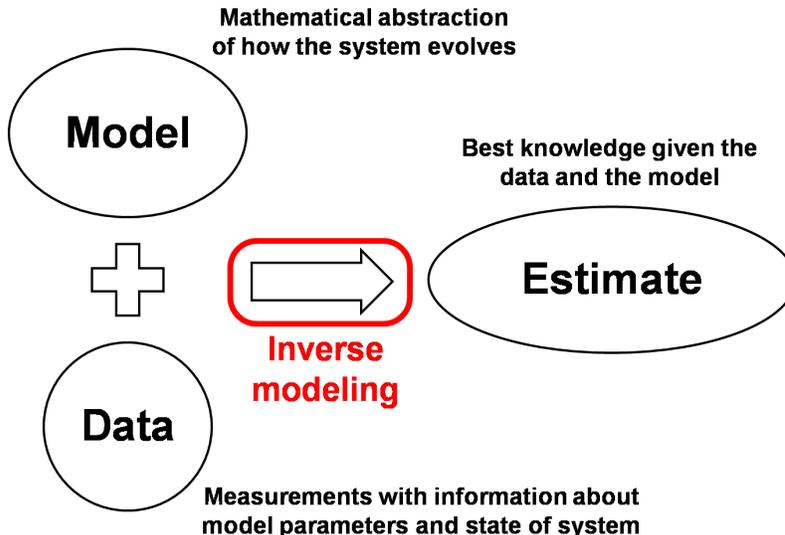 Mathematical abstraction
of how the system evolves
Model
Best knowledge given the
data and the model
Estimate
Inverse
modeling
Data
Measurements with information about
model parameters and state of system